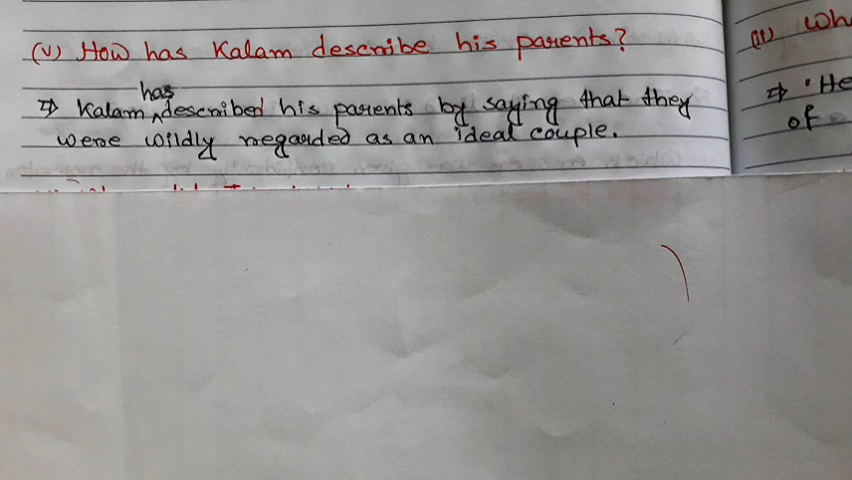 (v) How has Kalam describe his parents?
has
⇒ Kalam ^ described his parents by saying that they
were wildly regarded as an ideal couple.
(ii) Wh
⇒ 'He
of